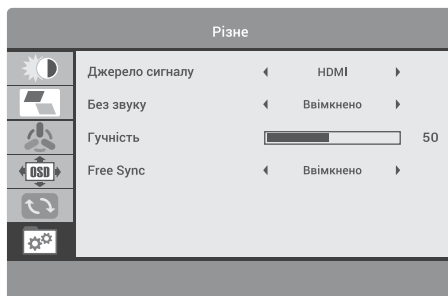 Різне
Джерело сигналу HDMI
Без звуку Ввімкнено
Гучність 50
Free Sync Ввімкнено
OSD